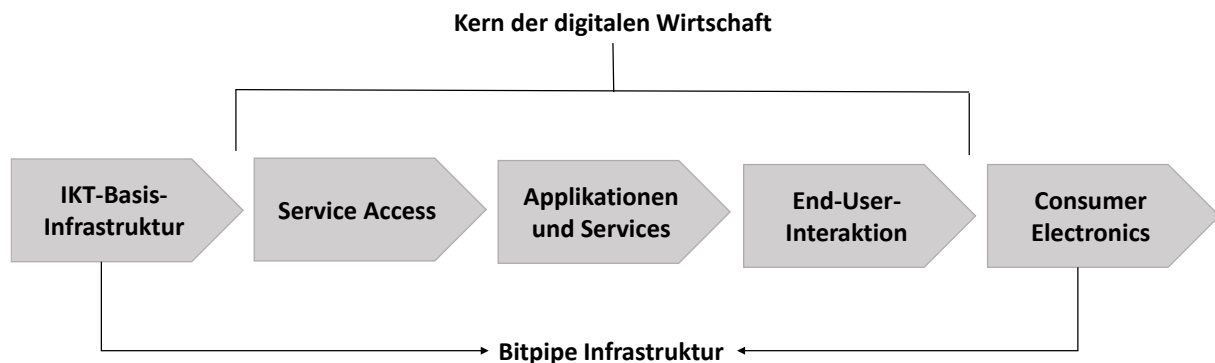 Kern der digitalen Wirtschaft
IKT-Basis-
Infrastruktur
Service Access
Applikationen
und Services
End-User-
Interaktion
Consumer
Electronics
Bitpipe Infrastruktur